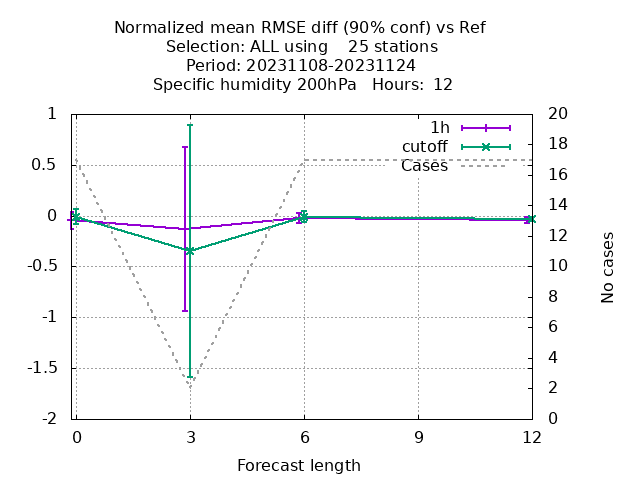 Normalized mean RMSE diff (90% conf) vs Ref
Selection: ALL using    25 stations
Period: 20231108-20231124
Specific humidity 200hPa   Hours:  12
1h
cutoff
Cases
1
0.5
0
-0.5
-1
-1.5
-2
20
18
16
14
12
10
8
6
4
2
0
No cases
0 3 6 9 12
Forecast length